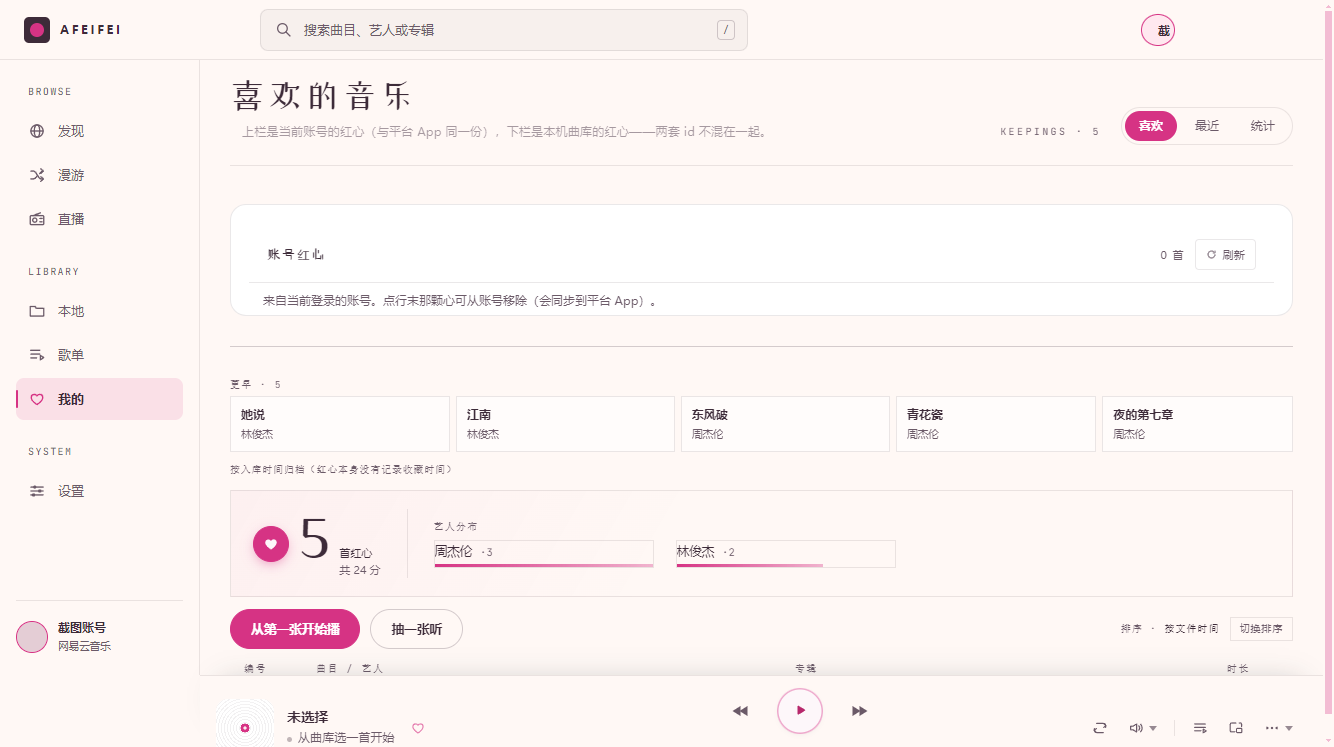 AFEIFEI
搜索曲目、艺人或专辑
/
截
BROWSE
发现
漫游
直播
LIBRARY
本地
歌单
我的
SYSTEM
设置
截图账号
网易云音乐
喜欢的音乐
上栏是当前账号的红心（与平台 App 同一份），下栏是本机曲库的红心——两套 id 不混在一起。
KEEPINGS · 5
喜欢 最近 统计
账号红心
0 首
刷新
来自当前登录的账号。点行末那颗心可从账号移除（会同步到平台 App）。
更早 · 5
她说
林俊杰
江南
林俊杰
东风破
周杰伦
青花瓷
周杰伦
夜的第七章
周杰伦
按入库时间归档（红心本身没有记录收藏时间）
5
首红心
共 24 分
艺人分布
周杰伦 ·3
林俊杰 ·2
从第一张开始播
抽一张听
排序 · 按文件时间
切换排序
编号 曲目 / 艺人 专辑 时长
未选择
从曲库选一首开始